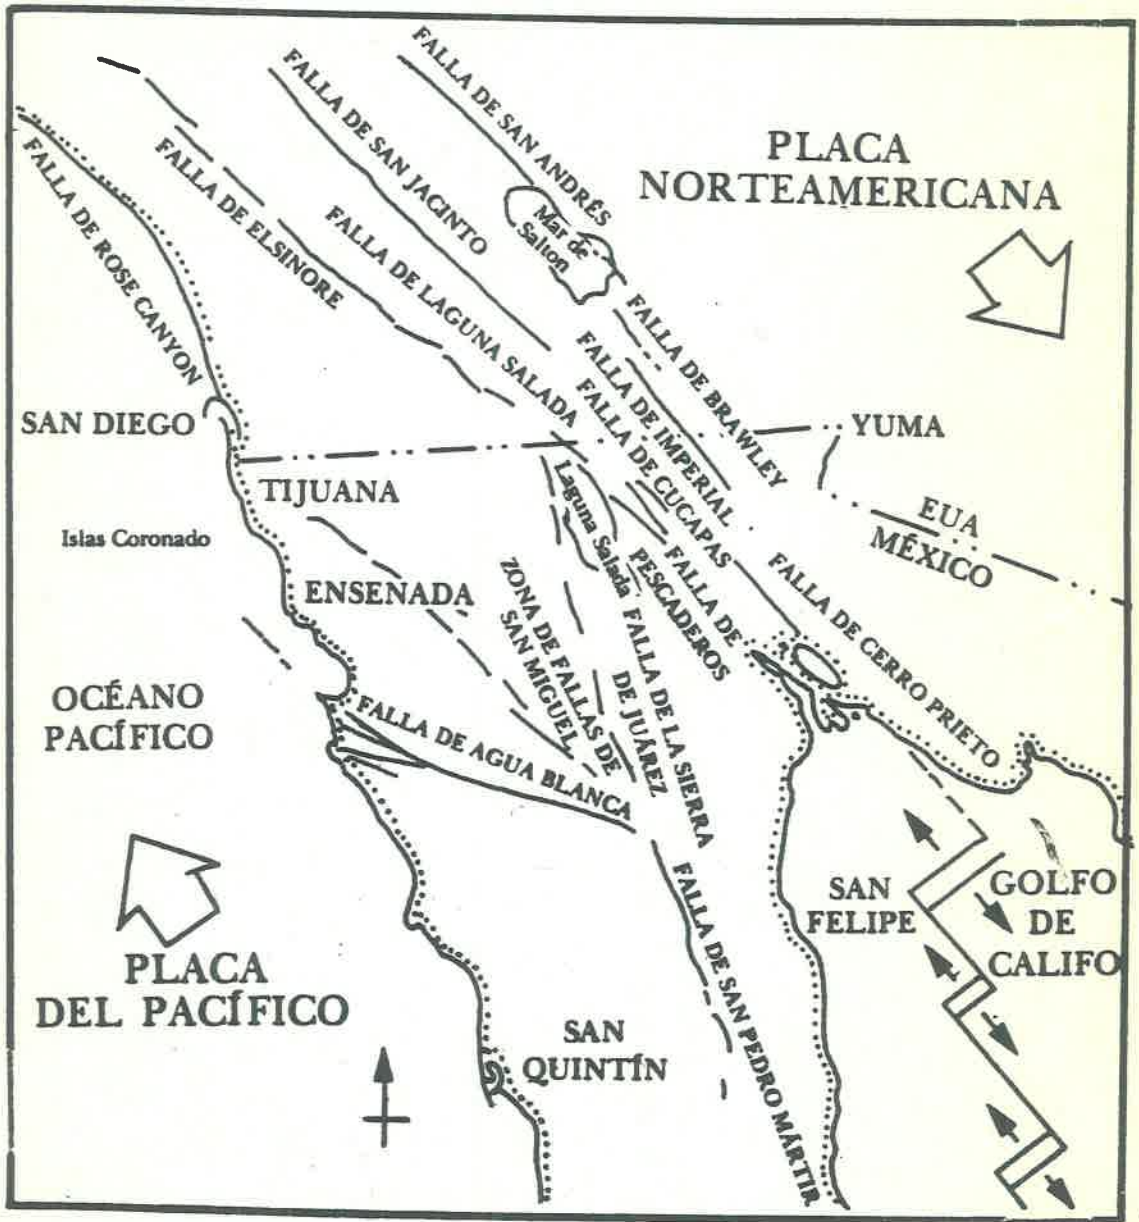 FALLA DE SAN ANDRÉS
FALLA DE SAN JACINTO
PLACA
NORTEAMERICANA
FALLA DE ELSINORE
FALLA DE ROSE CANYON
FALLA DE LAGUNA SALADA
Mar de
Salton
FALLA DE BRAWLEY
FALLA DE IMPERIAL
FALLA DE CUCAPAS
SAN DIEGO
YUMA
TIJUANA
Laguna Salada
EUA
MÉXICO
Islas Coronado
ENSENADA
ZONA DE FALLAS DE
SAN MIGUEL
FALLA DE
PESCADEROS
FALLA DE LA SIERRA
DE JUÁREZ
FALLA DE CERRO PRIETO
OCÉANO
PACÍFICO
FALLA DE AGUA BLANCA
SAN
FELIPE
GOLFO
DE
CALIFO
FALLA DE SAN PEDRO MÁRTIR
PLACA
DEL PACÍFICO
SAN
QUINTÍN